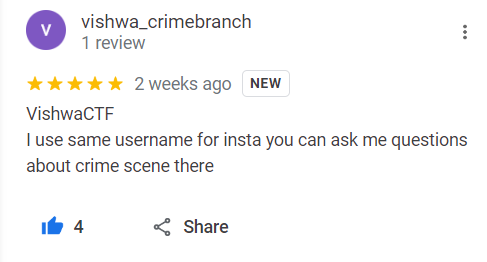 V
vishwa_crimebranch
1 review
2 weeks ago NEW
VishwaCTF
I use same username for insta you can ask me questions
about crime scene there
4 Share